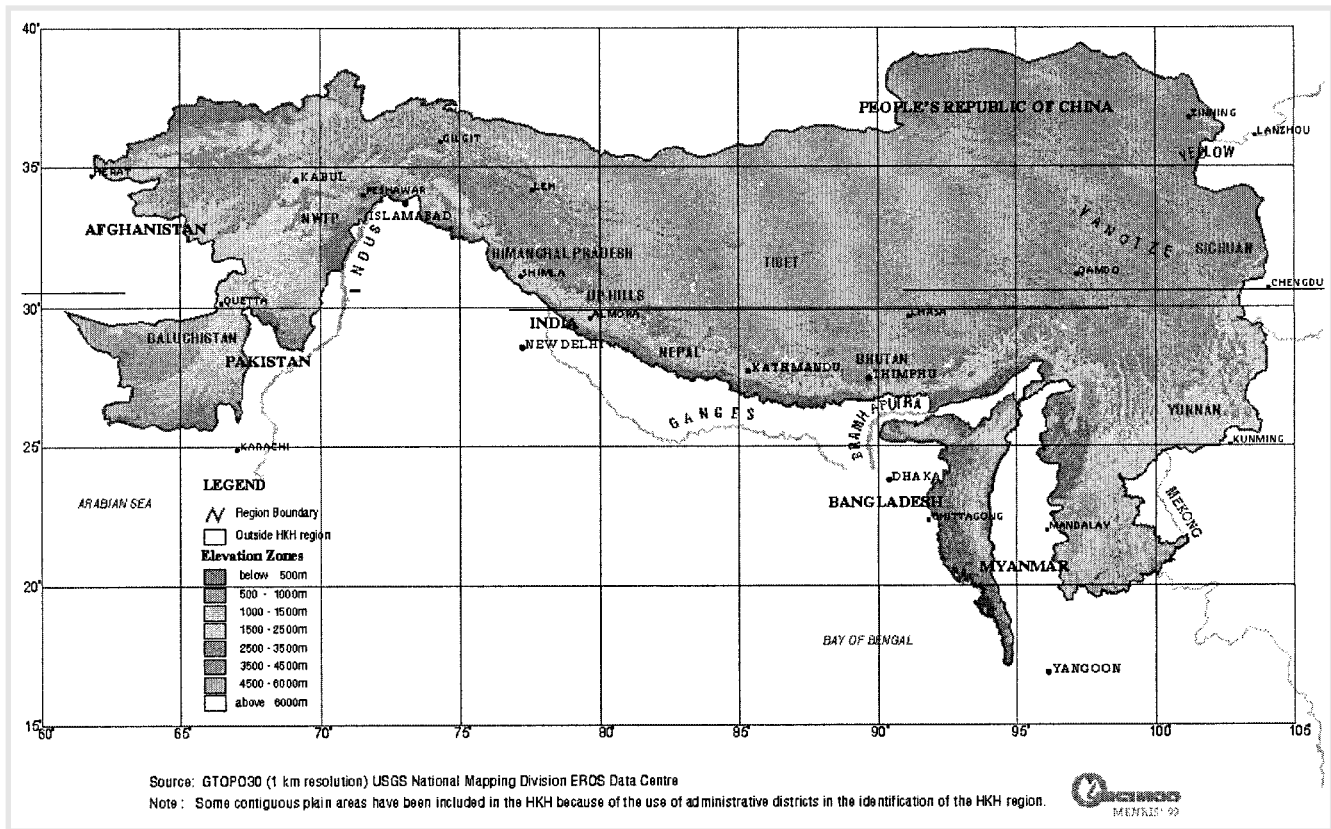 40°
PEOPLE'S REPUBLIC OF CHINA
XINNING
LANZHOU
GILGIT
YELLOW
35°
HERAT
KABUL
PESHAWAR
LEH
ISLAMABAD
NWFP
AFGHANISTAN
INDUS
YANGTZE
HIMANCHAL PRADESH
SICHUAN
TIBET
SHIMLA
QAMDO
CHENGDU
UP HILLS
30°
QUETTA
ALMORA
LHASA
INDIA
BALUCHISTAN
NEW DELHI
PAKISTAN
NEPAL
BHUTAN
KATHMANDU
THIMPHU
BRAMHAPUTRA
YUNNAN
GANGES
25°
KARACHI
KUNMING
DHAKA
MEKONG
ARABIAN SEA
BANGLADESH
CHITTAGONG
MANDALAY
MYANMAR
LEGEND
Region Boundary
Outside HKH region
Elevation Zones
below 500m
20°
500 - 1000m
1000 - 1500m
1500 - 2500m
2500 - 3500m
3500 - 4500m
4500 - 6000m
above 6000m
BAY OF BENGAL
YANGOON
15°
60° 65° 70° 75° 80° 85° 90° 95° 100° 105°
Source: GTOPO30 (1 km resolution) USGS National Mapping Division EROS Data Centre
Note : Some contiguous plain areas have been included in the HKH because of the use of administrative districts in the identification of the HKH region.
ICIMOD
MENRIS' 99